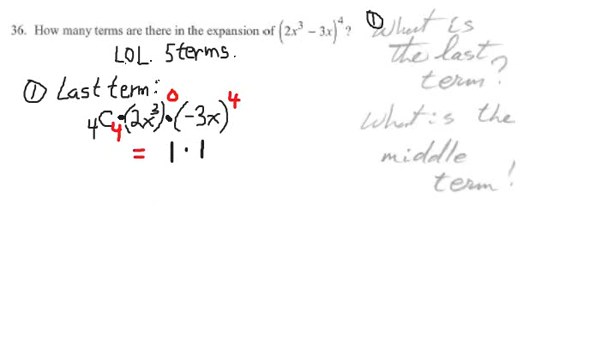 36. How many terms are there in the expansion of (2x³ – 3x)⁴?
LOL. 5 terms.
① What is
the last
term?
① Last term:
₄C₄·(2x³)⁰·(-3x)⁴
= 1·1
What is the
middle
term!